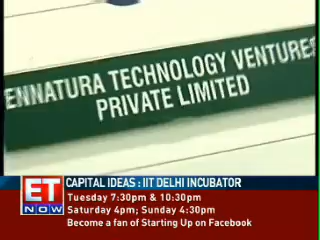 ENNATURA TECHNOLOGY VENTURES
PRIVATE LIMITED
ET
NOW
CAPITAL IDEAS : IIT DELHI INCUBATOR
Tuesday 7:30pm & 10:30pm
Saturday 4pm; Sunday 4:30pm
Become a fan of Starting Up on Facebook